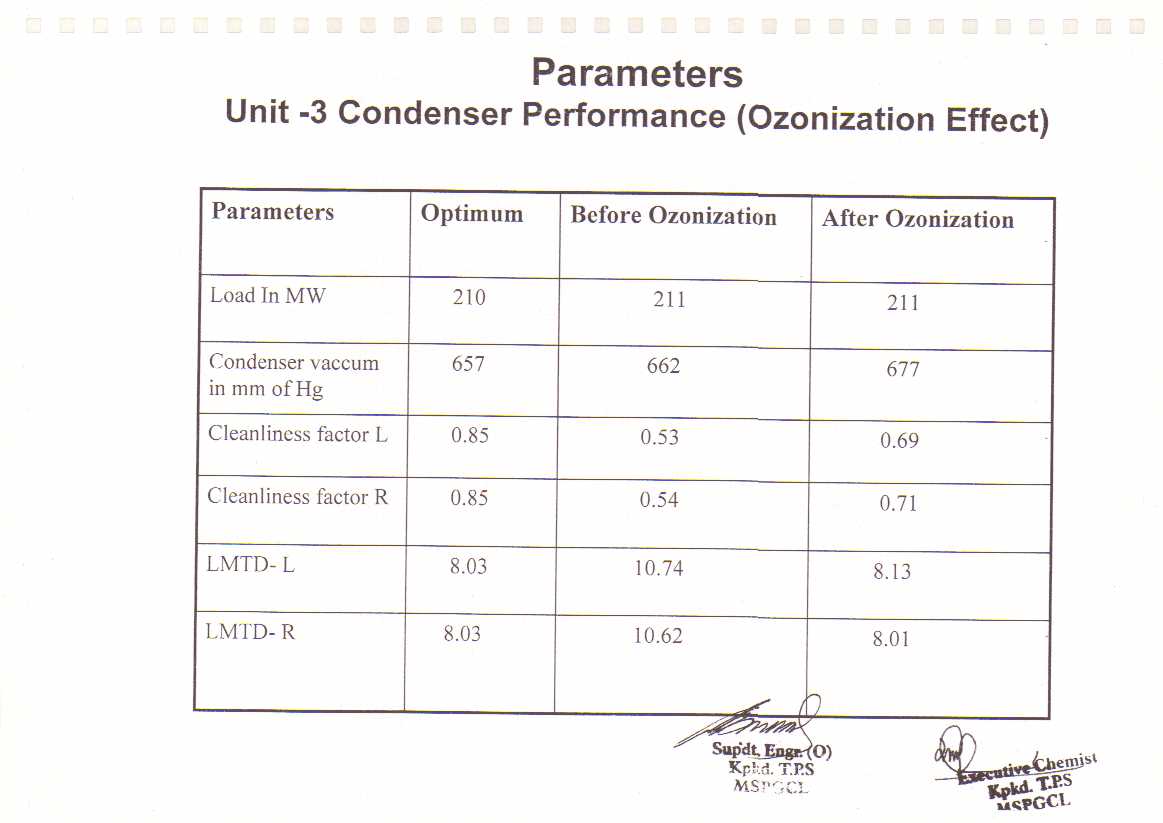 Parameters
Unit -3 Condenser Performance (Ozonization Effect)
Parameters Optimum Before Ozonization After Ozonization
Load In MW 210 211 211
Condenser vaccum 657 662 677
in mm of Hg
Cleanliness factor L 0.85 0.53 0.69
Cleanliness factor R 0.85 0.54 0.71
LMTD- L 8.03 10.74 8.13
LMTD- R 8.03 10.62 8.01
Supdt. Engr. (O)
Kpkd. T.P.S
MSPGCL
Executive Chemist
Kpkd. T.P.S
MSPGCL